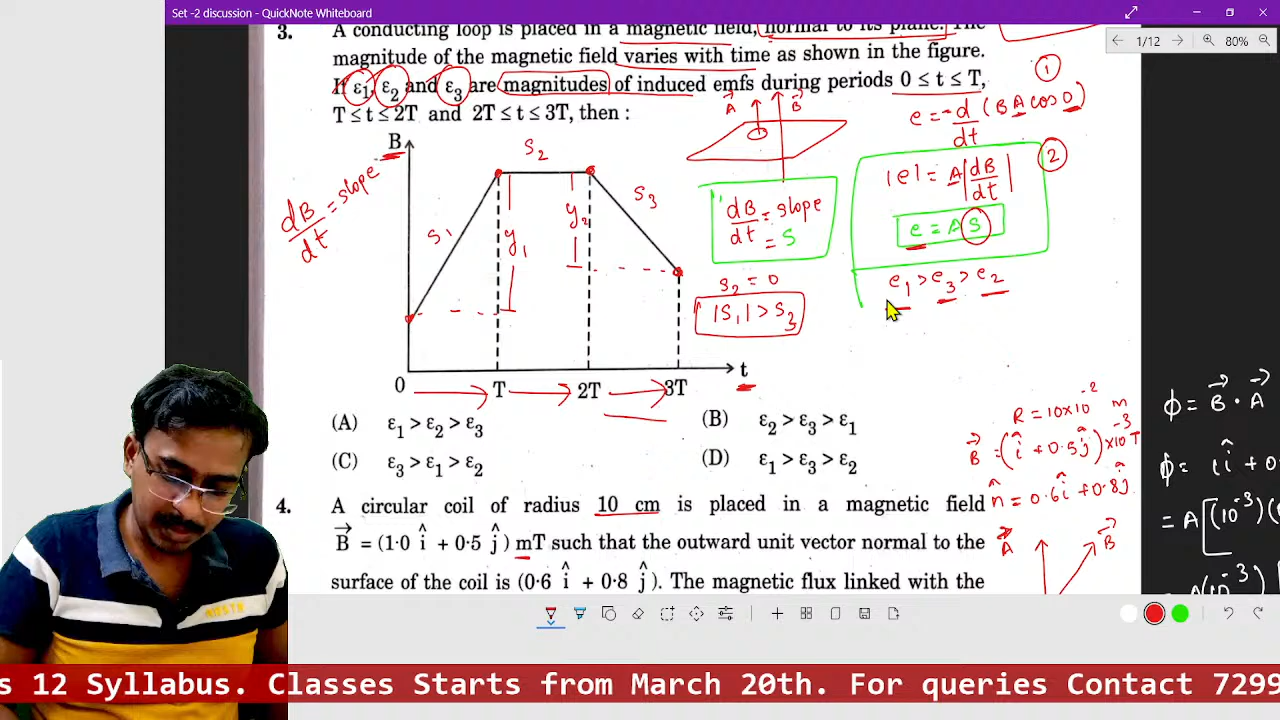 Set -2 discussion - QuickNote Whiteboard
1/12
80%
3.
A conducting loop is placed in a magnetic field, normal to its plane. The
magnitude of the magnetic field varies with time as shown in the figure.
If ε₁, ε₂ and ε₃ are magnitudes of induced emfs during periods 0 ≤ t ≤ T,
T ≤ t ≤ 2T and 2T ≤ t ≤ 3T, then :
B
dB/dt = slope
S₁
S₂
S₃
y₁
y₂
0
T
2T
3T
t
A⃗
B⃗
dB/dt = slope
= S
S₂ = 0
|S₁| > S₃
①
e = -d/dt (BA cos 0)
②
|e| = A|dB/dt|
e = AS
e₁ > e₃ > e₂
(A) ε₁ > ε₂ > ε₃
(B) ε₂ > ε₃ > ε₁
(C) ε₃ > ε₁ > ε₂
(D) ε₁ > ε₃ > ε₂
R = 10×10⁻² m
B⃗ = (î + 0.5ĵ)×10⁻³ T
n̂ = 0.6î + 0.8ĵ
A⃗
B⃗
ϕ = B⃗ · A⃗
= A[(10⁻³)(
4.
A circular coil of radius 10 cm is placed in a magnetic field
B⃗ = (1·0 î + 0·5 ĵ) mT such that the outward unit vector normal to the
surface of the coil is (0·6 î + 0·8 ĵ). The magnetic flux linked with the
s 12 Syllabus. Classes Starts from March 20th. For queries Contact 7299